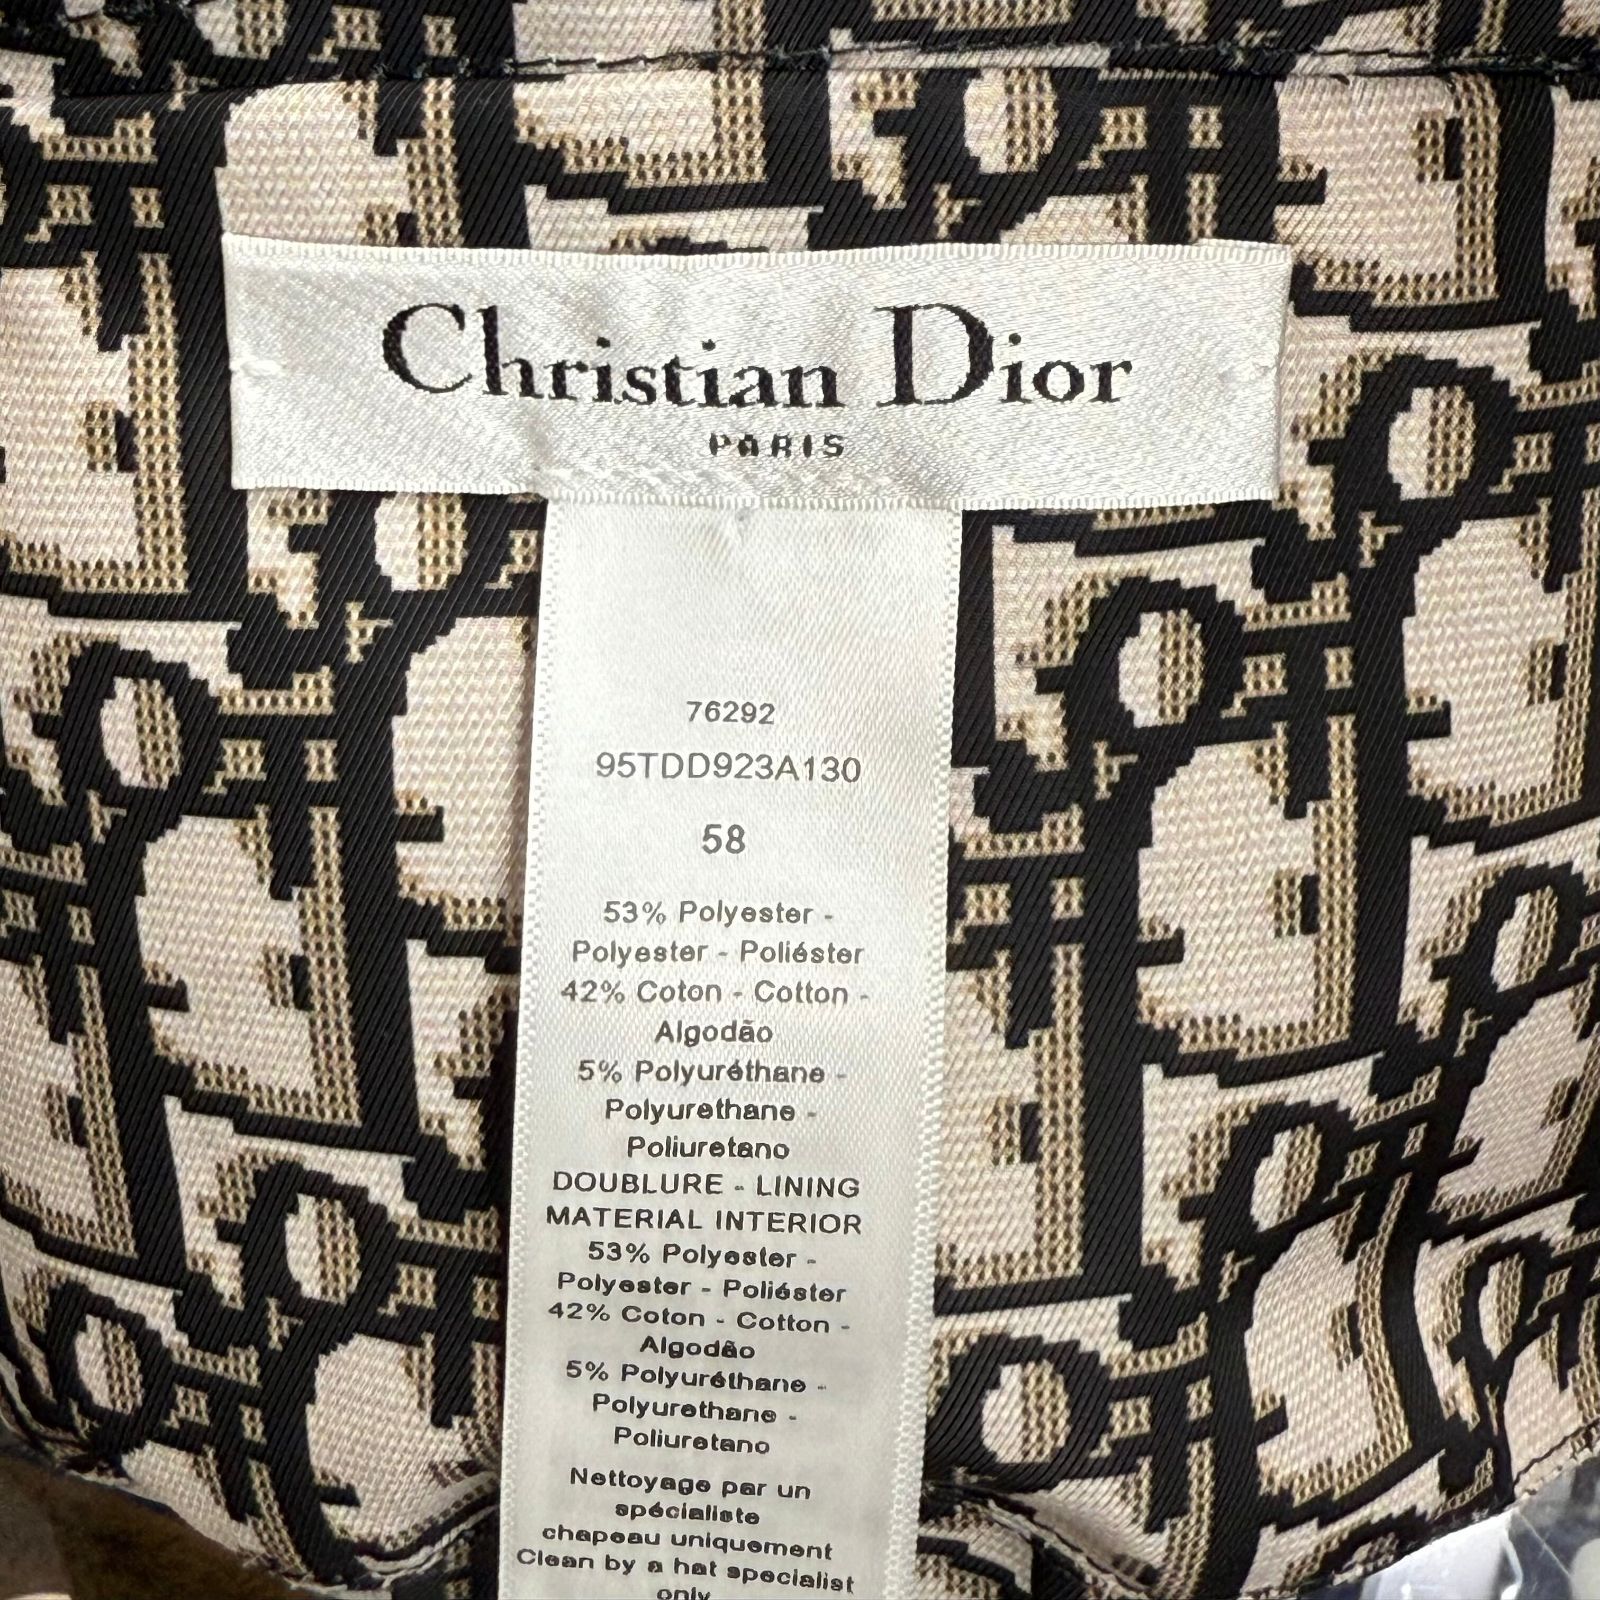 Christian Dior
PARIS
76292
95TDD923A130
58
53% Polyester -
Polyester - Poliéster
42% Coton - Cotton -
Algodão
5% Polyuréthane -
Polyurethane -
Poliuretano
DOUBLURE - LINING
MATERIAL INTERIOR
53% Polyester -
Polyester - Poliéster
42% Coton - Cotton -
Algodão
5% Polyuréthane -
Polyurethane -
Poliuretano
Nettoyage par un
spécialiste
chapeau uniquement
Clean by a hat specialist
only